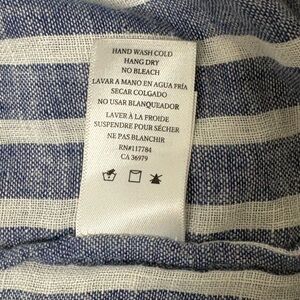 HAND WASH COLD
HANG DRY
NO BLEACH
LAVAR A MANO EN AGUA FRÍA
SECAR COLGADO
NO USAR BLANQUEADOR
LAVER À LA FROIDE
SUSPENDRE POUR SÉCHER
NE PAS BLANCHIR
RN#117784
CA 36979